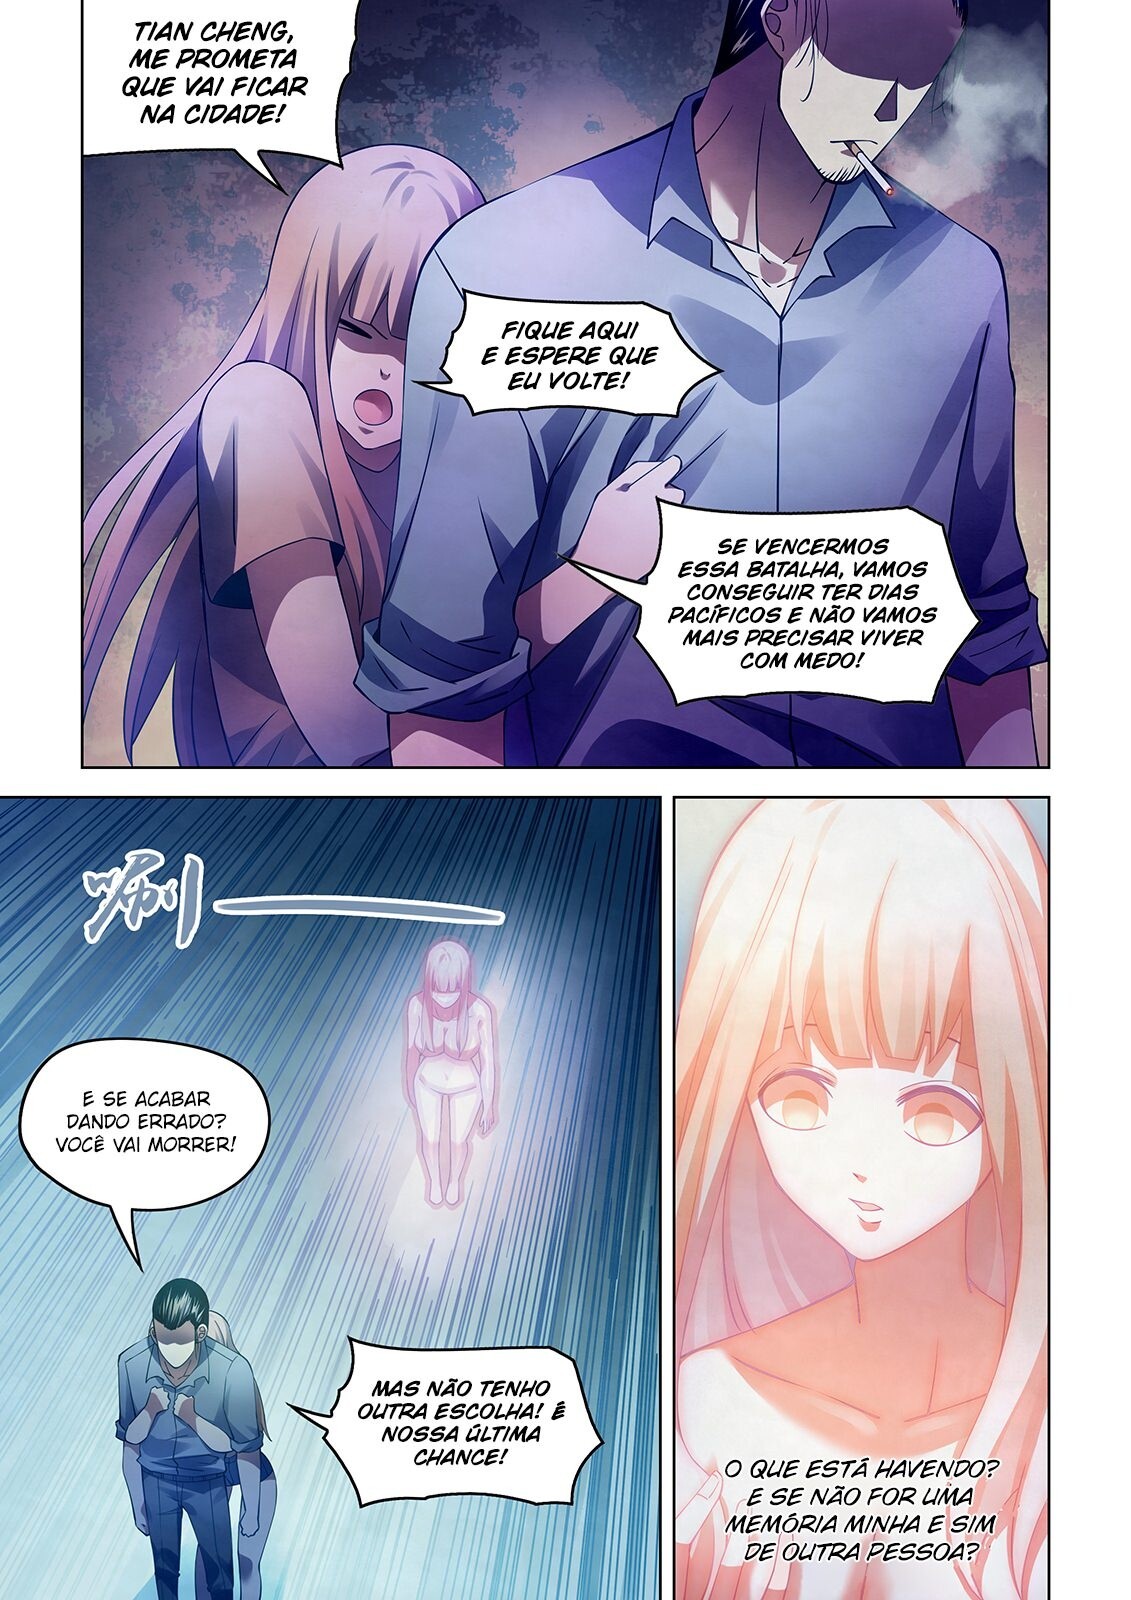 TIAN CHENG,
ME PROMETA
QUE VAI FICAR
NA CIDADE!
FIQUE AQUI
E ESPERE QUE
EU VOLTE!
SE VENCERMOS
ESSA BATALHA, VAMOS
CONSEGUIR TER DIAS
PACÍFICOS E NÃO VAMOS
MAIS PRECISAR VIVER
COM MEDO!
唰
E SE ACABAR
DANDO ERRADO?
VOCÊ VAI MORRER!
MAS NÃO TENHO
OUTRA ESCOLHA! É
NOSSA ÚLTIMA
CHANCE!
O QUE ESTÁ HAVENDO?
E SE NÃO FOR UMA
MEMÓRIA MINHA E SIM
DE OUTRA PESSOA?